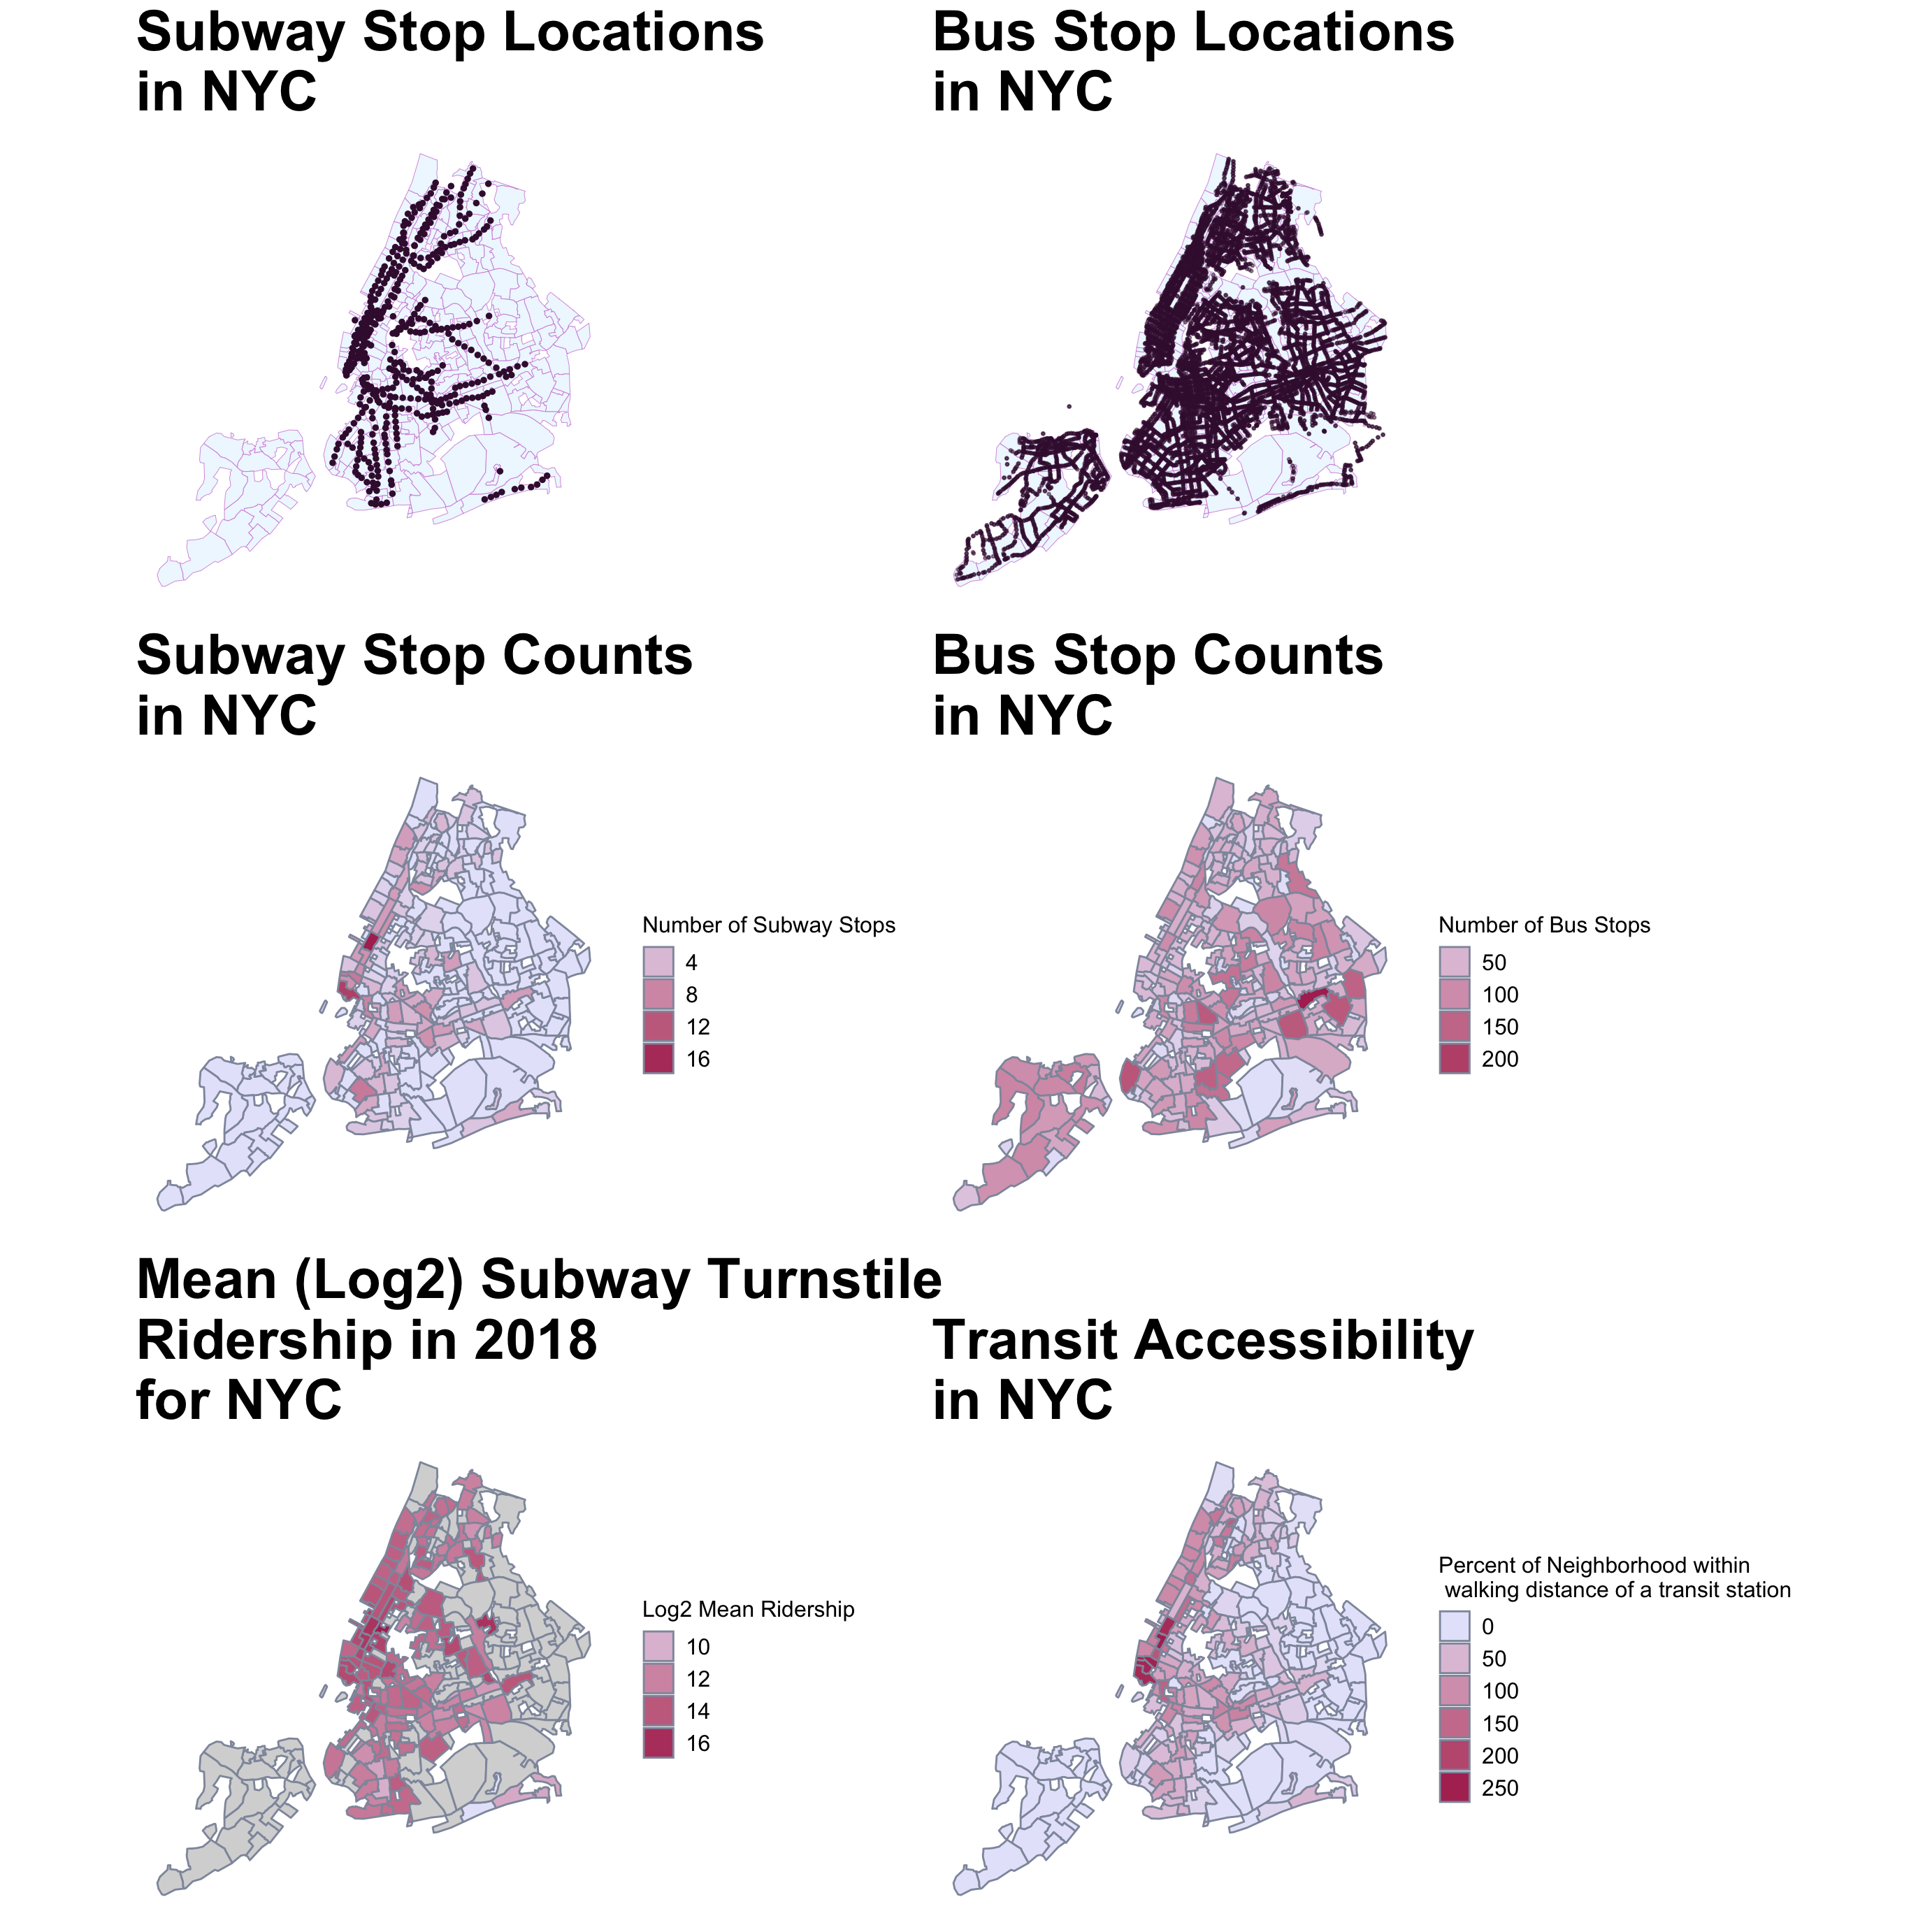 Subway Stop Locations
in NYC
Bus Stop Locations
in NYC
Subway Stop Counts
in NYC
Number of Subway Stops
4
8
12
16
Bus Stop Counts
in NYC
Number of Bus Stops
50
100
150
200
Mean (Log2) Subway Turnstile
Ridership in 2018
for NYC
Log2 Mean Ridership
10
12
14
16
Transit Accessibility
in NYC
Percent of Neighborhood within
walking distance of a transit station
0
50
100
150
200
250